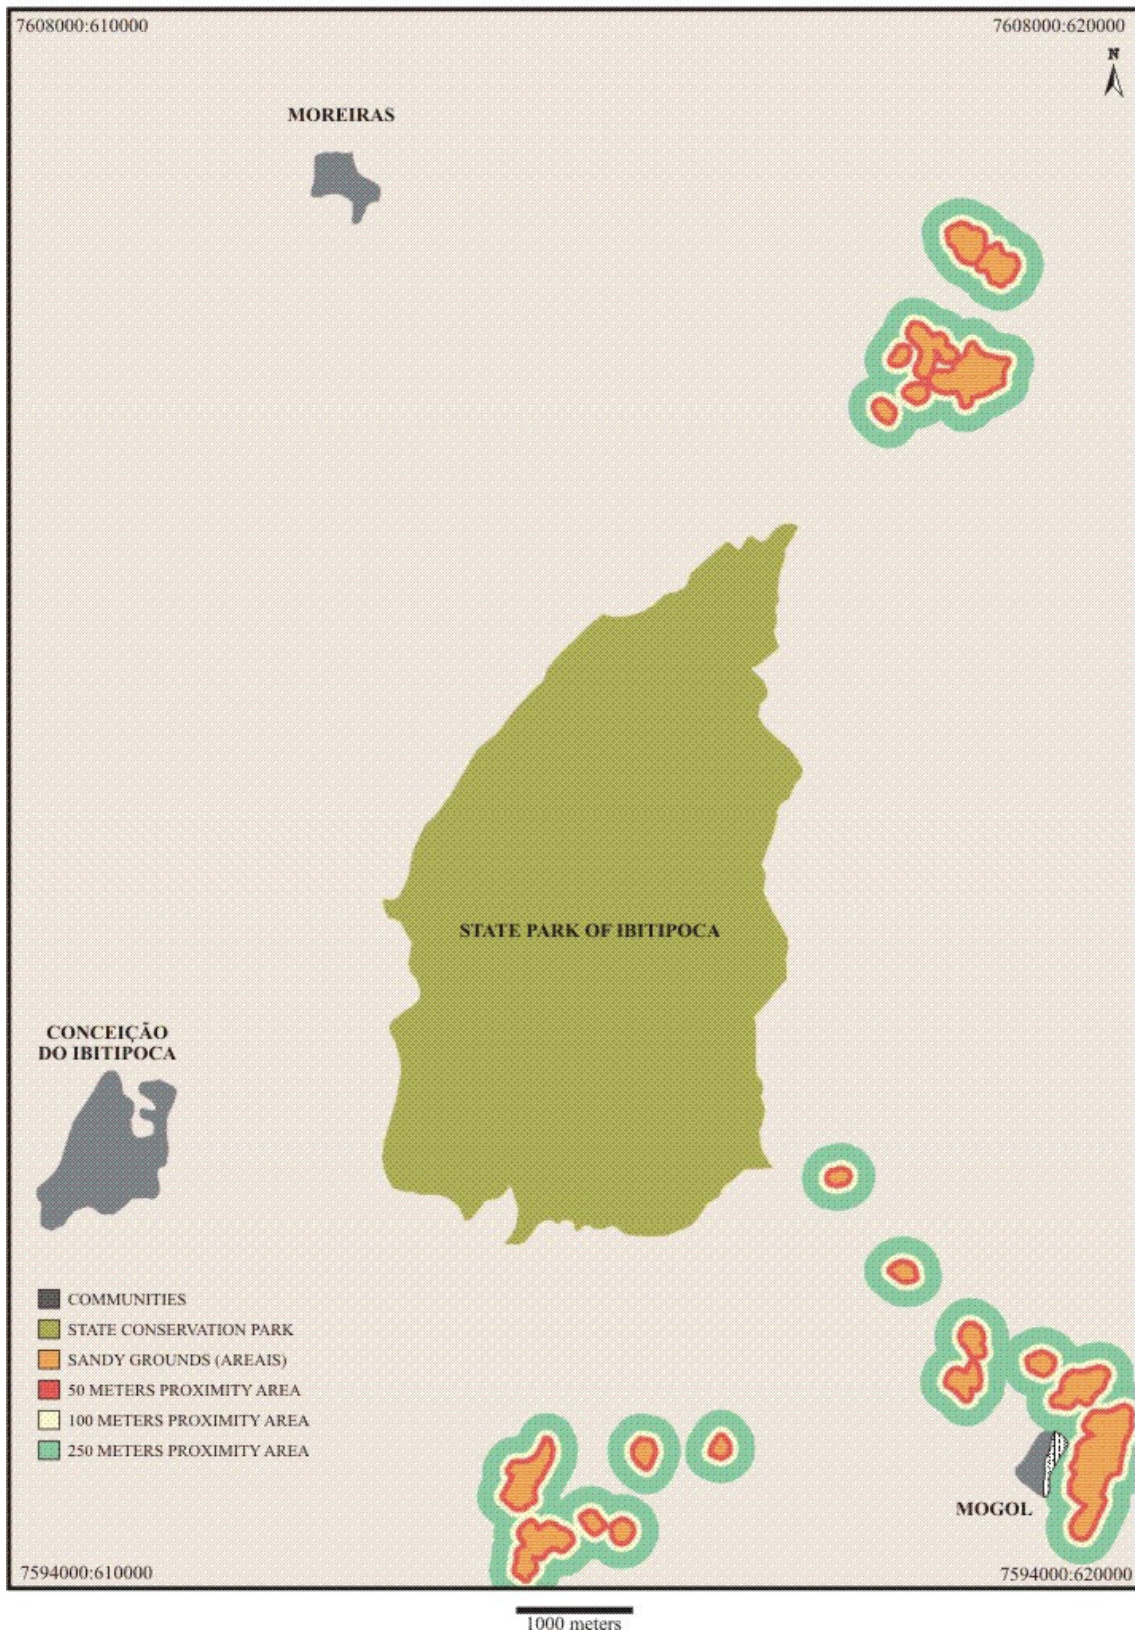 7608000:610000
7608000:620000
N
MOREIRAS
STATE PARK OF IBITIPOCA
CONCEIÇÃO
DO IBITIPOCA
COMMUNITIES
STATE CONSERVATION PARK
SANDY GROUNDS (AREAIS)
50 METERS PROXIMITY AREA
100 METERS PROXIMITY AREA
250 METERS PROXIMITY AREA
MOGOL
7594000:610000
7594000:620000
1000 meters